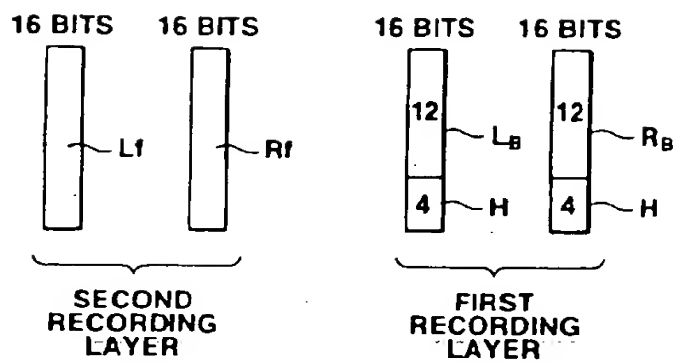 16 BITS 16 BITS 16 BITS 16 BITS
12 12
Lf Rf LB RB
4 H 4 H
SECOND FIRST
RECORDING RECORDING
LAYER LAYER